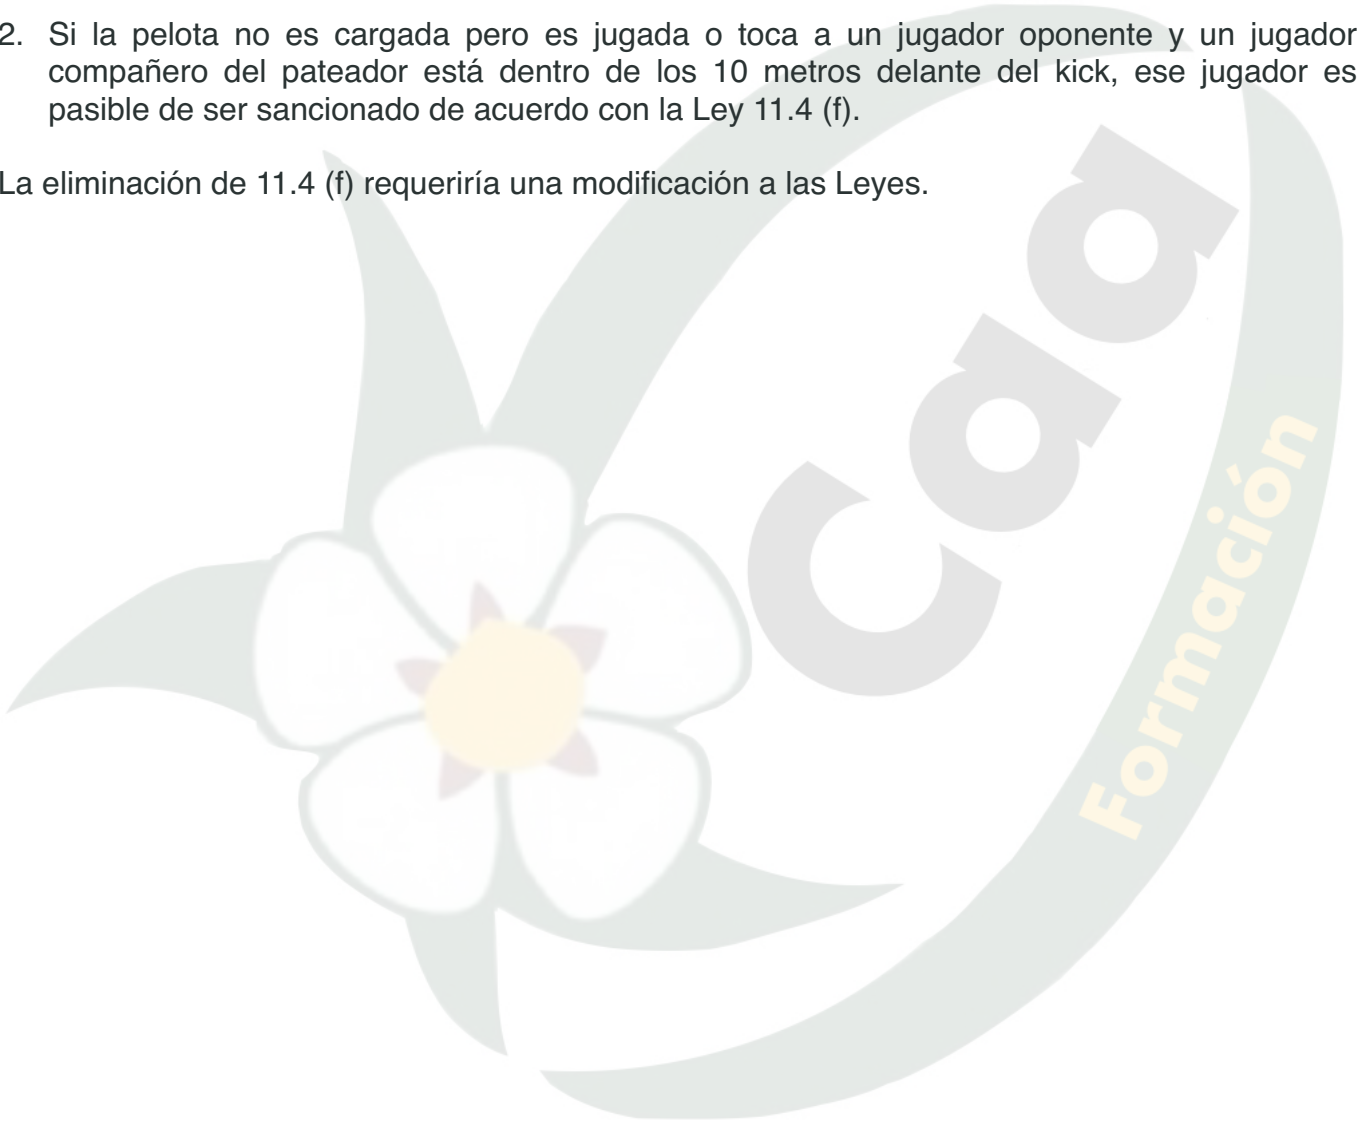 2. Si la pelota no es cargada pero es jugada o toca a un jugador oponente y un jugador
compañero del pateador está dentro de los 10 metros delante del kick, ese jugador es
pasible de ser sancionado de acuerdo con la Ley 11.4 (f).
La eliminación de 11.4 (f) requeriría una modificación a las Leyes.
Caa
Formación